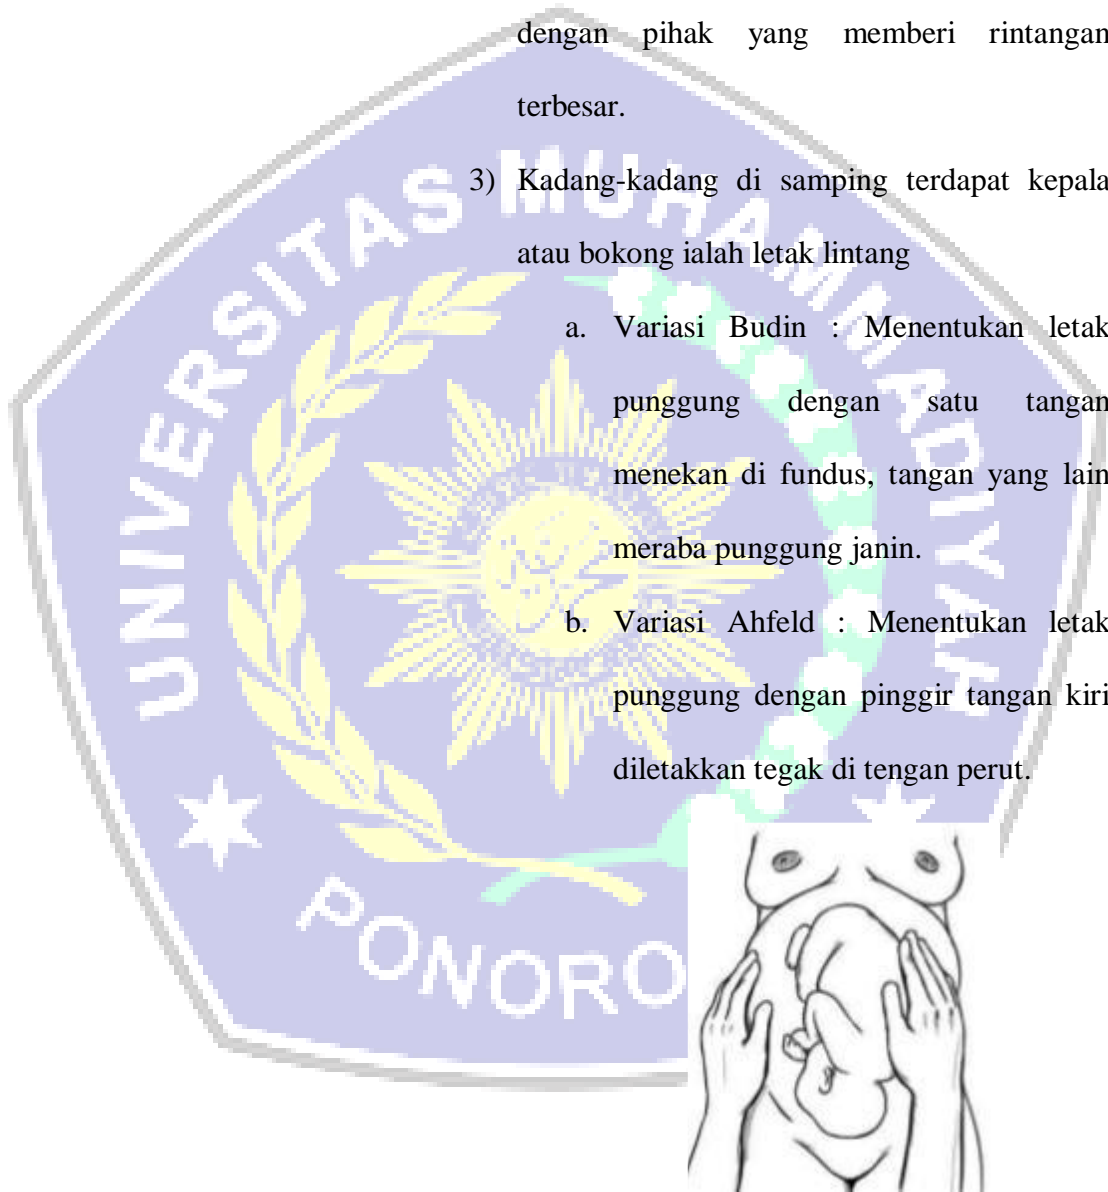 dengan pihak yang memberi rintangan
terbesar.
3) Kadang-kadang di samping terdapat kepala
atau bokong ialah letak lintang
a. Variasi Budin : Menentukan letak
punggung dengan satu tangan
menekan di fundus, tangan yang lain
meraba punggung janin.
b. Variasi Ahfeld : Menentukan letak
punggung dengan pinggir tangan kiri
diletakkan tegak di tengan perut.
UNIVERSITAS MUHAMMADIYAH
PONORO